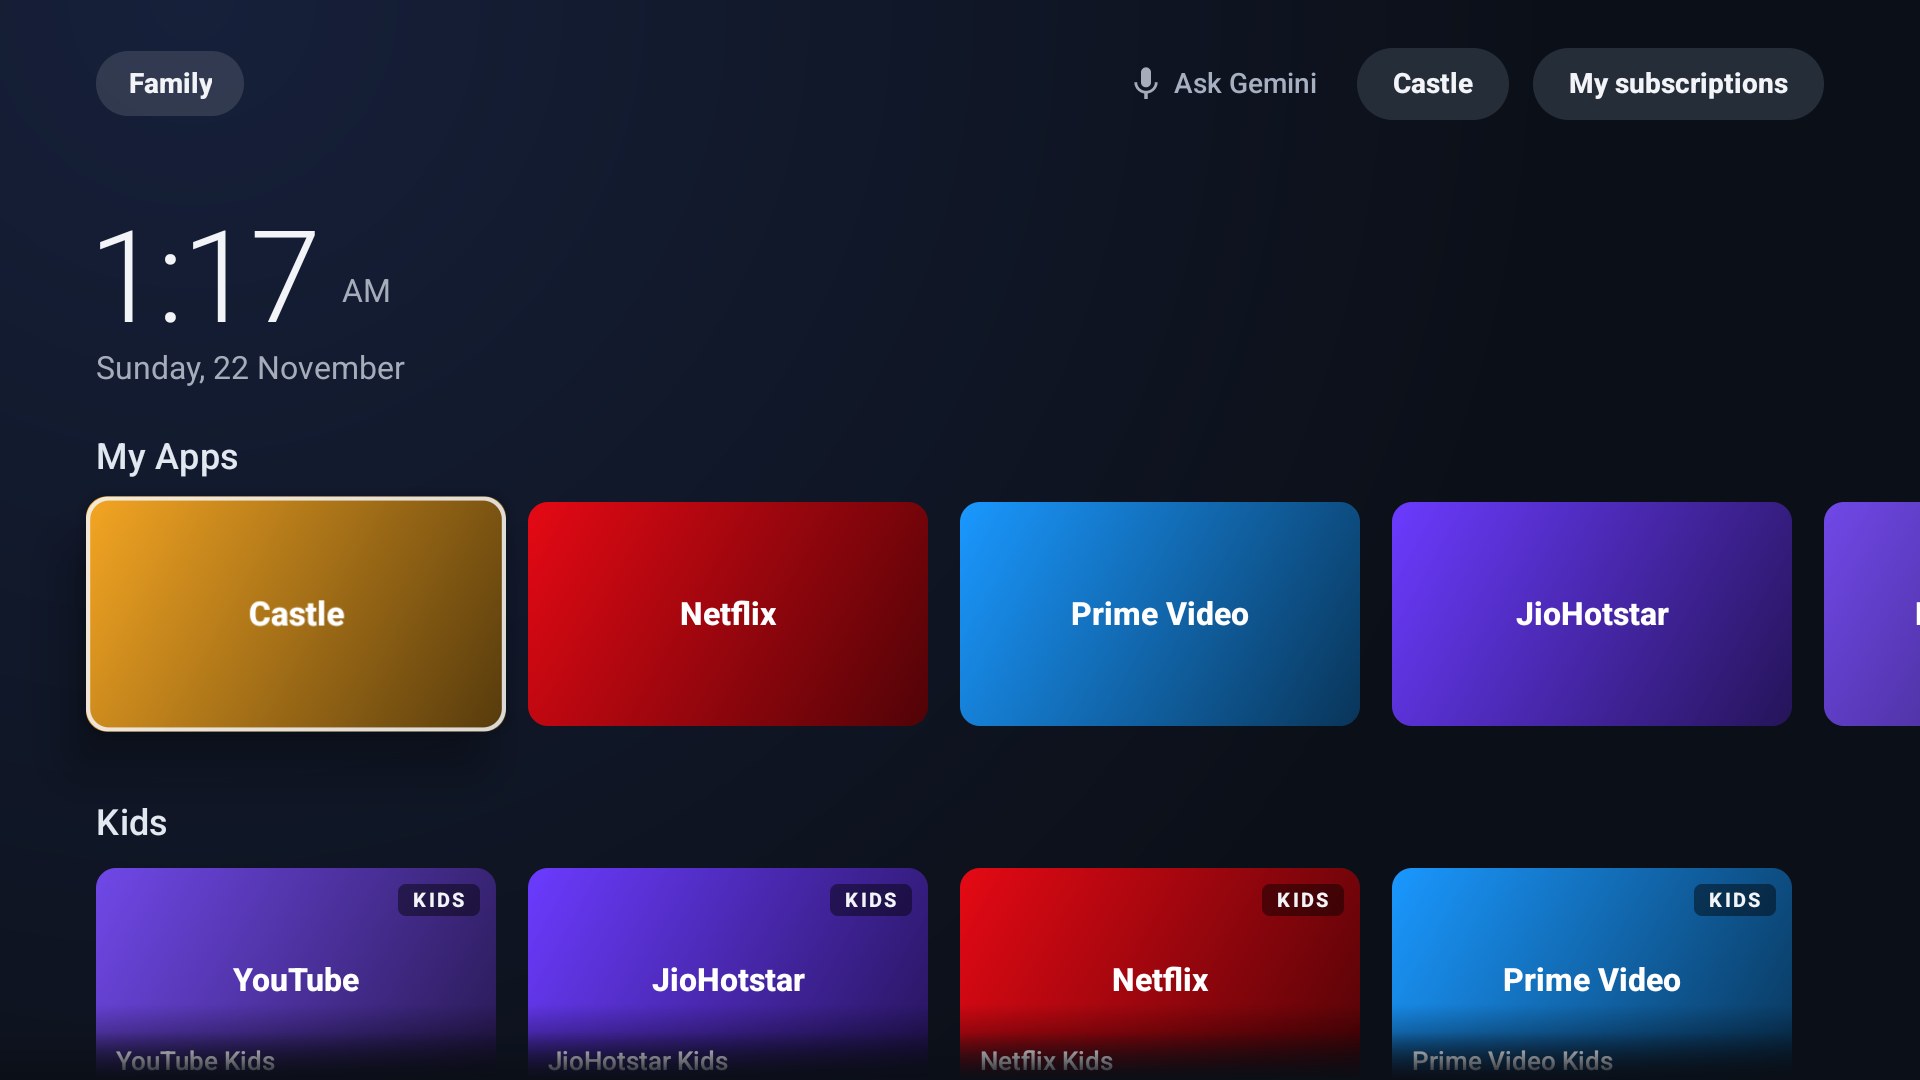 Family
Ask Gemini
Castle
My subscriptions
1:17 AM
Sunday, 22 November
My Apps
Castle
Netflix
Prime Video
JioHotstar
Kids
KIDS
YouTube
YouTube Kids
KIDS
JioHotstar
JioHotstar Kids
KIDS
Netflix
Netflix Kids
KIDS
Prime Video
Prime Video Kids